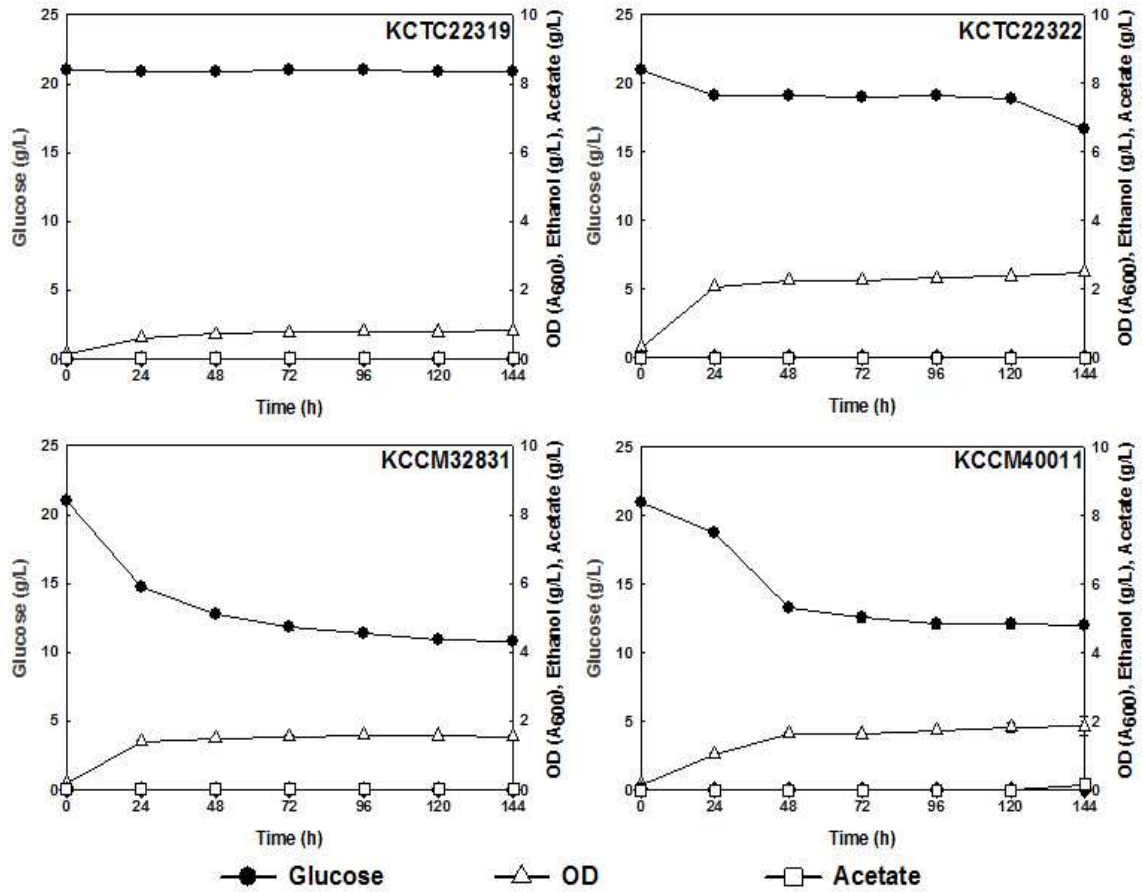 KCTC22319
Glucose (g/L)
25
20
15
10
5
0
10
8
6
4
2
0
OD (A600), Ethanol (g/L), Acetate (g/L)
0 24 48 72 96 120 144
Time (h)
KCTC22322
Glucose (g/L)
25
20
15
10
5
0
10
8
6
4
2
0
OD (A600), Ethanol (g/L), Acetate (g/L)
0 24 48 72 96 120 144
Time (h)
KCCM32831
Glucose (g/L)
25
20
15
10
5
0
10
8
6
4
2
0
OD (A600), Ethanol (g/L), Acetate (g/L)
0 24 48 72 96 120 144
Time (h)
KCCM40011
Glucose (g/L)
25
20
15
10
5
0
10
8
6
4
2
0
OD (A600), Ethanol (g/L), Acetate (g/L)
0 24 48 72 96 120 144
Time (h)
Glucose OD Acetate